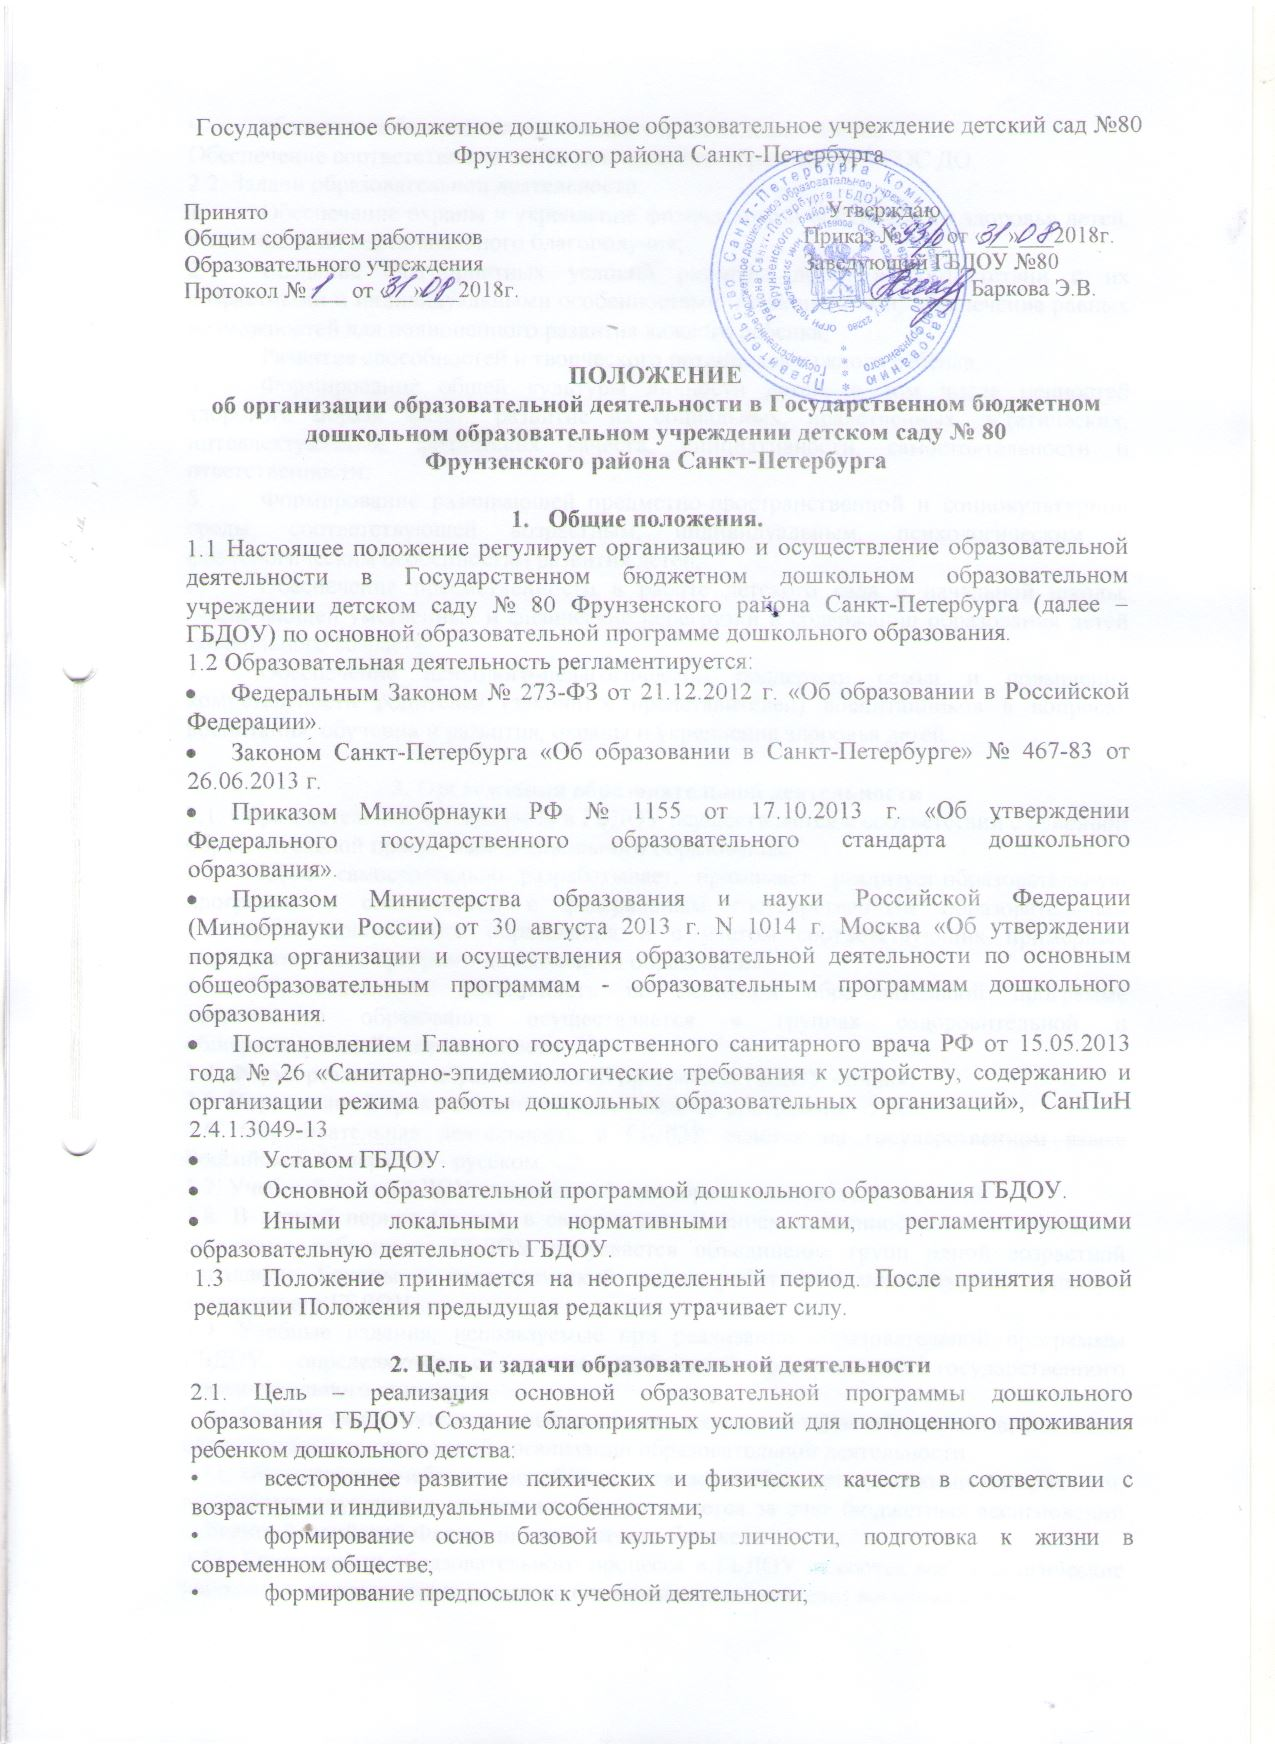 Государственное бюджетное дошкольное образовательное учреждение детский сад №80
Фрунзенского района Санкт-Петербурга
Принято
Общим собранием работников
Образовательного учреждения
Протокол № 1 от «31» 08 2018г.
Утверждаю
Приказ № от «31» 08 2018г.
Заведующий ГБДОУ №80
Баркова Э.В.
ПОЛОЖЕНИЕ
об организации образовательной деятельности в Государственном бюджетном
дошкольном образовательном учреждении детском саду № 80
Фрунзенского района Санкт-Петербурга
1. Общие положения.
1.1 Настоящее положение регулирует организацию и осуществление образовательной
деятельности в Государственном бюджетном дошкольном образовательном
учреждении детском саду № 80 Фрунзенского района Санкт-Петербурга (далее –
ГБДОУ) по основной образовательной программе дошкольного образования.
1.2 Образовательная деятельность регламентируется:
• Федеральным Законом № 273-ФЗ от 21.12.2012 г. «Об образовании в Российской
Федерации».
• Законом Санкт-Петербурга «Об образовании в Санкт-Петербурге» № 467-83 от
26.06.2013 г.
• Приказом Минобрнауки РФ № 1155 от 17.10.2013 г. «Об утверждении
Федерального государственного образовательного стандарта дошкольного
образования».
• Приказом Министерства образования и науки Российской Федерации
(Минобрнауки России) от 30 августа 2013 г. N 1014 г. Москва «Об утверждении
порядка организации и осуществления образовательной деятельности по основным
общеобразовательным программам - образовательным программам дошкольного
образования.
• Постановлением Главного государственного санитарного врача РФ от 15.05.2013
года № 26 «Санитарно-эпидемиологические требования к устройству, содержанию и
организации режима работы дошкольных образовательных организаций», СанПиН
2.4.1.3049-13
• Уставом ГБДОУ.
• Основной образовательной программой дошкольного образования ГБДОУ.
• Иными локальными нормативными актами, регламентирующими
образовательную деятельность ГБДОУ.
1.3 Положение принимается на неопределенный период. После принятия новой
редакции Положения предыдущая редакция утрачивает силу.
2. Цель и задачи образовательной деятельности
2.1. Цель – реализация основной образовательной программы дошкольного
образования ГБДОУ. Создание благоприятных условий для полноценного проживания
ребенком дошкольного детства:
• всестороннее развитие психических и физических качеств в соответствии с
возрастными и индивидуальными особенностями;
• формирование основ базовой культуры личности, подготовка к жизни в
современном обществе;
• формирование предпосылок к учебной деятельности;